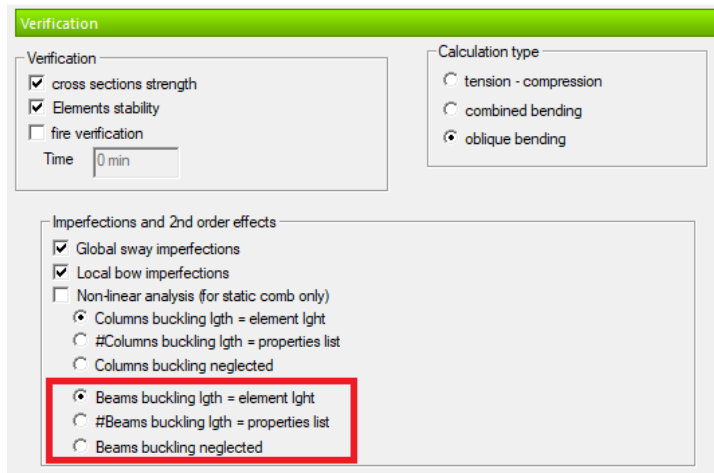 Verification
Verification
cross sections strength
Elements stability
fire verification
Time 0 min
Calculation type
tension - compression
combined bending
oblique bending
Imperfections and 2nd order effects
Global sway imperfections
Local bow imperfections
Non-linear analysis (for static comb only)
Columns buckling lgth = element lght
#Columns buckling lgth = properties list
Columns buckling neglected
Beams buckling lgth = element lght
#Beams buckling lgth = properties list
Beams buckling neglected